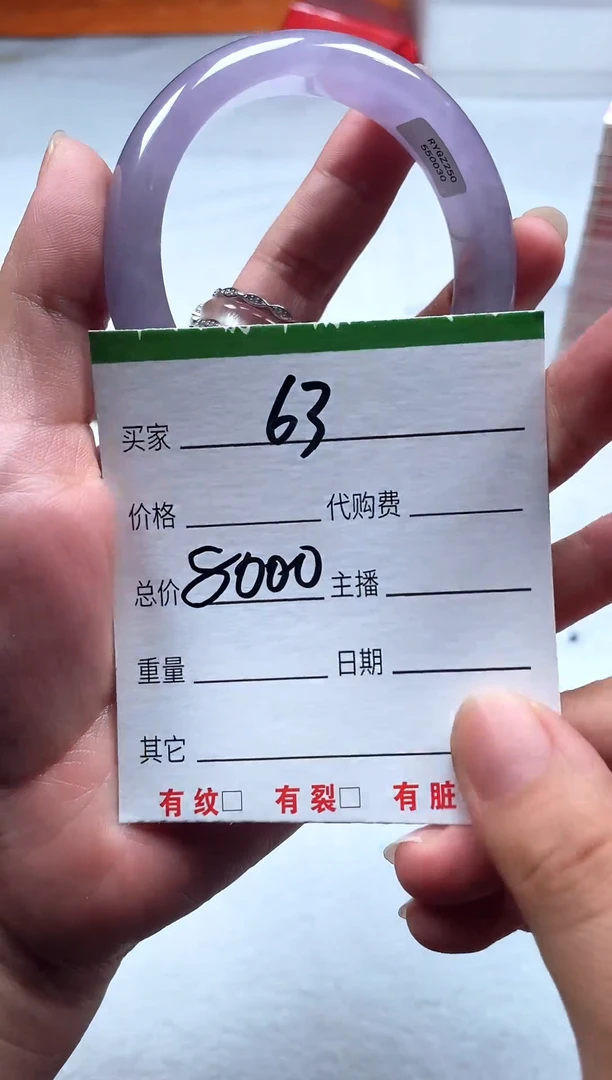 RYGZ250
550030
买家 63
价格 代购费
总价 8000 主播
重量 日期
其它
有纹□ 有裂□ 有脏